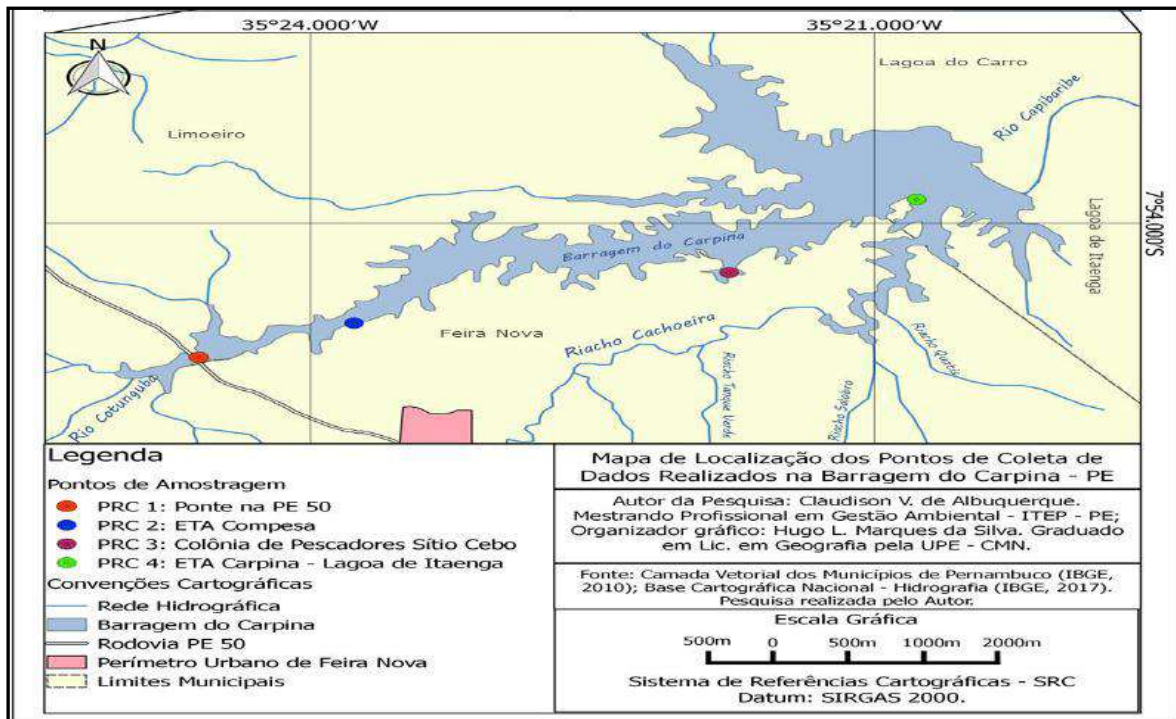 35°24.000'W
35°21.000'W
N
Lagoa do Carro
Rio Capibaribe
Limoeiro
Lagoa de Itaenga
7°54.000'S
Barragem do Carpina
Feira Nova
Riacho Cachoeira
Riacho Tanque Verde
Riacho Salobro
Riacho
Rio Cotunguba
Legenda
Pontos de Amostragem
PRC 1: Ponte na PE 50
PRC 2: ETA Compesa
PRC 3: Colônia de Pescadores Sítio Cebo
PRC 4: ETA Carpina - Lagoa de Itaenga
Convenções Cartográficas
Rede Hidrográfica
Barragem do Carpina
Rodovia PE 50
Perímetro Urbano de Feira Nova
Limites Municipais
Mapa de Localização dos Pontos de Coleta de
Dados Realizados na Barragem do Carpina - PE
Autor da Pesquisa: Claudison V. de Albuquerque.
Mestrando Profissional em Gestão Ambiental - ITEP - PE;
Organizador gráfico: Hugo L. Marques da Silva. Graduado
em Lic. em Geografia pela UPE - CMN.
Fonte: Camada Vetorial dos Municípios de Pernambuco (IBGE,
2010); Base Cartográfica Nacional - Hidrografia (IBGE, 2017).
Pesquisa realizada pelo Autor.
Escala Gráfica
500m 0 500m 1000m 2000m
Sistema de Referências Cartográficas - SRC
Datum: SIRGAS 2000.